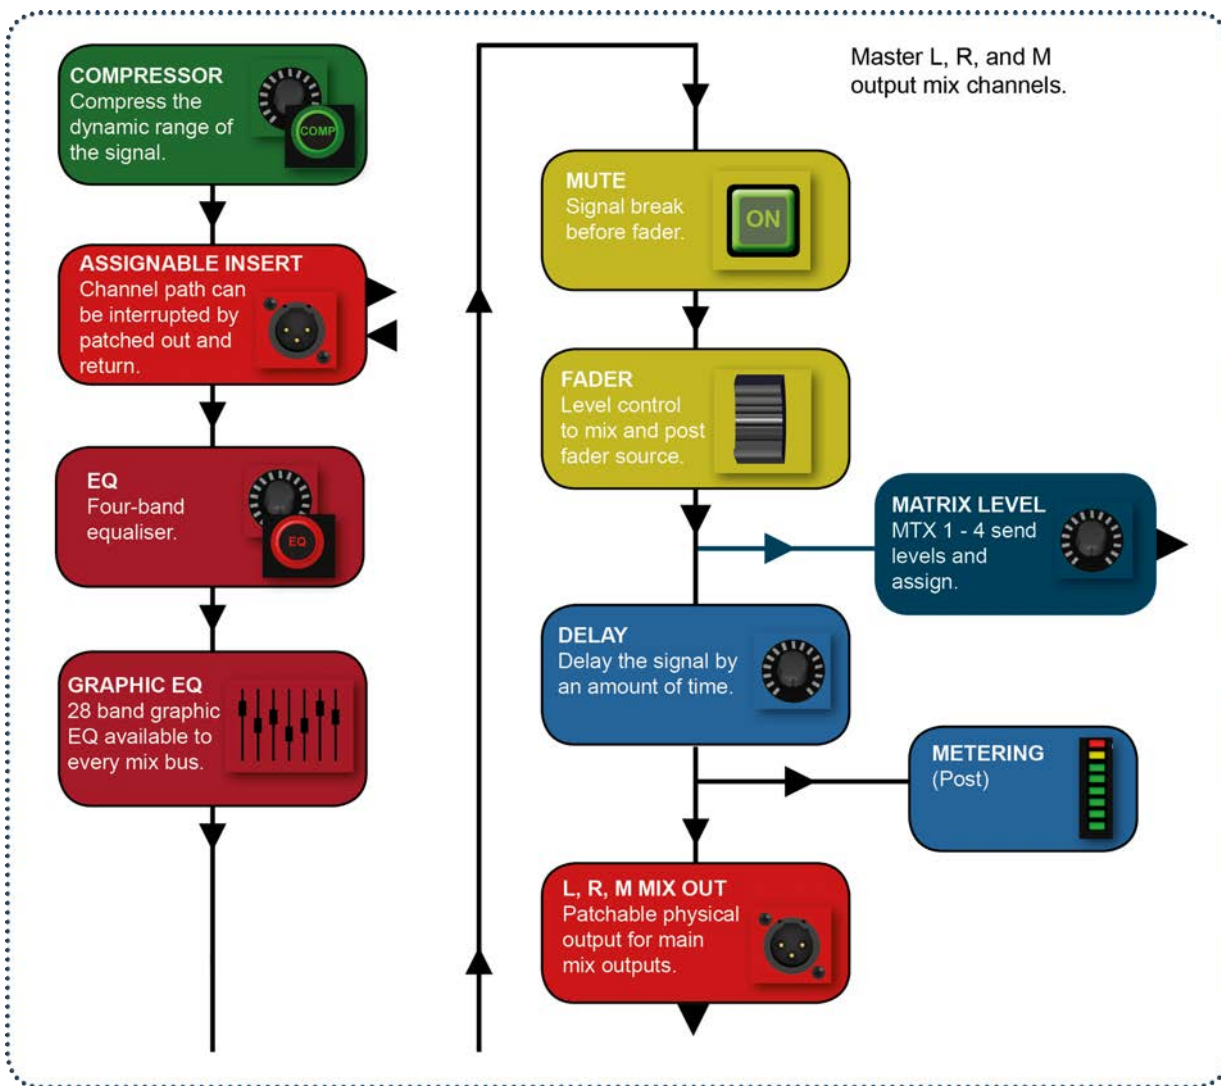 COMPRESSOR
Compress the
dynamic range of
the signal.
COMP
ASSIGNABLE INSERT
Channel path can
be interrupted by
patched out and
return.
EQ
Four-band
equaliser.
EQ
GRAPHIC EQ
28 band graphic
EQ available to
every mix bus.
Master L, R, and M
output mix channels.
MUTE
Signal break
before fader.
ON
FADER
Level control
to mix and post
fader source.
MATRIX LEVEL
MTX 1 - 4 send
levels and
assign.
DELAY
Delay the signal by
an amount of time.
METERING
(Post)
L, R, M MIX OUT
Patchable physical
output for main
mix outputs.